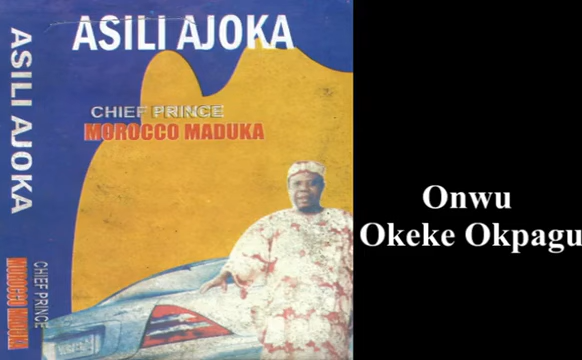 ASILI AJOKA
CHIEF PRINCE
MOROCCO MADUKA
ASILI AJOKA
CHIEF PRINCE
MOROCCO MADUKA
Onwu
Okeke Okpagu